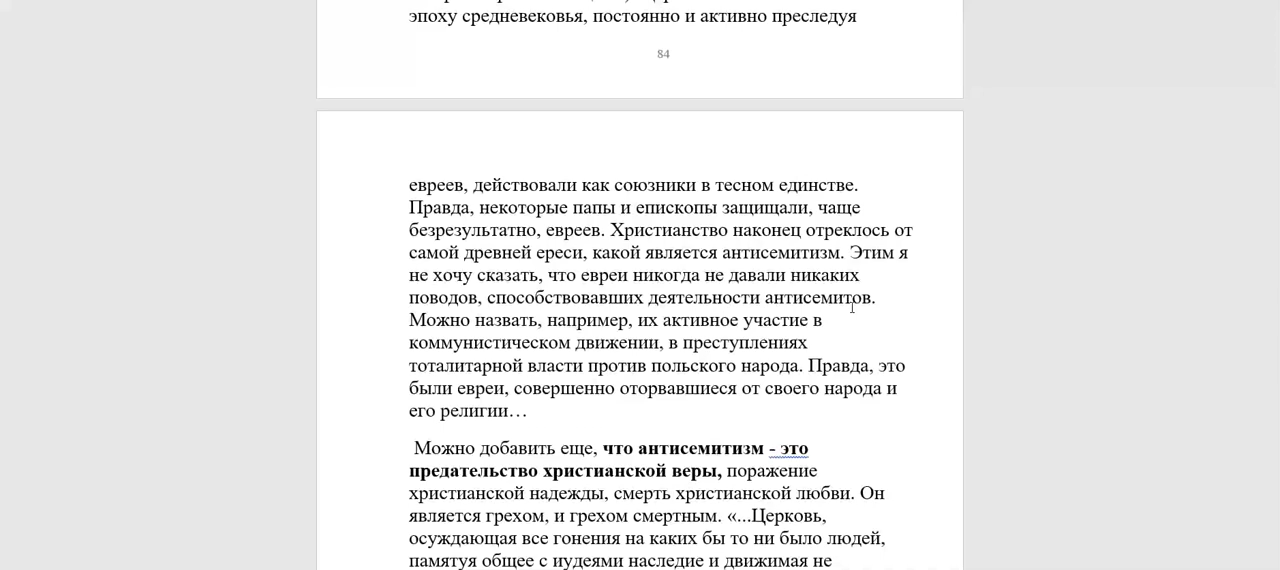 эпоху средневековья, постоянно и активно преследуя
84
евреев, действовали как союзники в тесном единстве.
Правда, некоторые папы и епископы защищали, чаще
безрезультатно, евреев. Христианство наконец отреклось от
самой древней ереси, какой является антисемитизм. Этим я
не хочу сказать, что евреи никогда не давали никаких
поводов, способствовавших деятельности антисемитов.
Можно назвать, например, их активное участие в
коммунистическом движении, в преступлениях
тоталитарной власти против польского народа. Правда, это
были евреи, совершенно оторвавшиеся от своего народа и
его религии…
Можно добавить еще, что антисемитизм - это
предательство христианской веры, поражение
христианской надежды, смерть христианской любви. Он
является грехом, и грехом смертным. «...Церковь,
осуждающая все гонения на каких бы то ни было людей,
памятуя общее с иудеями наследие и движимая не